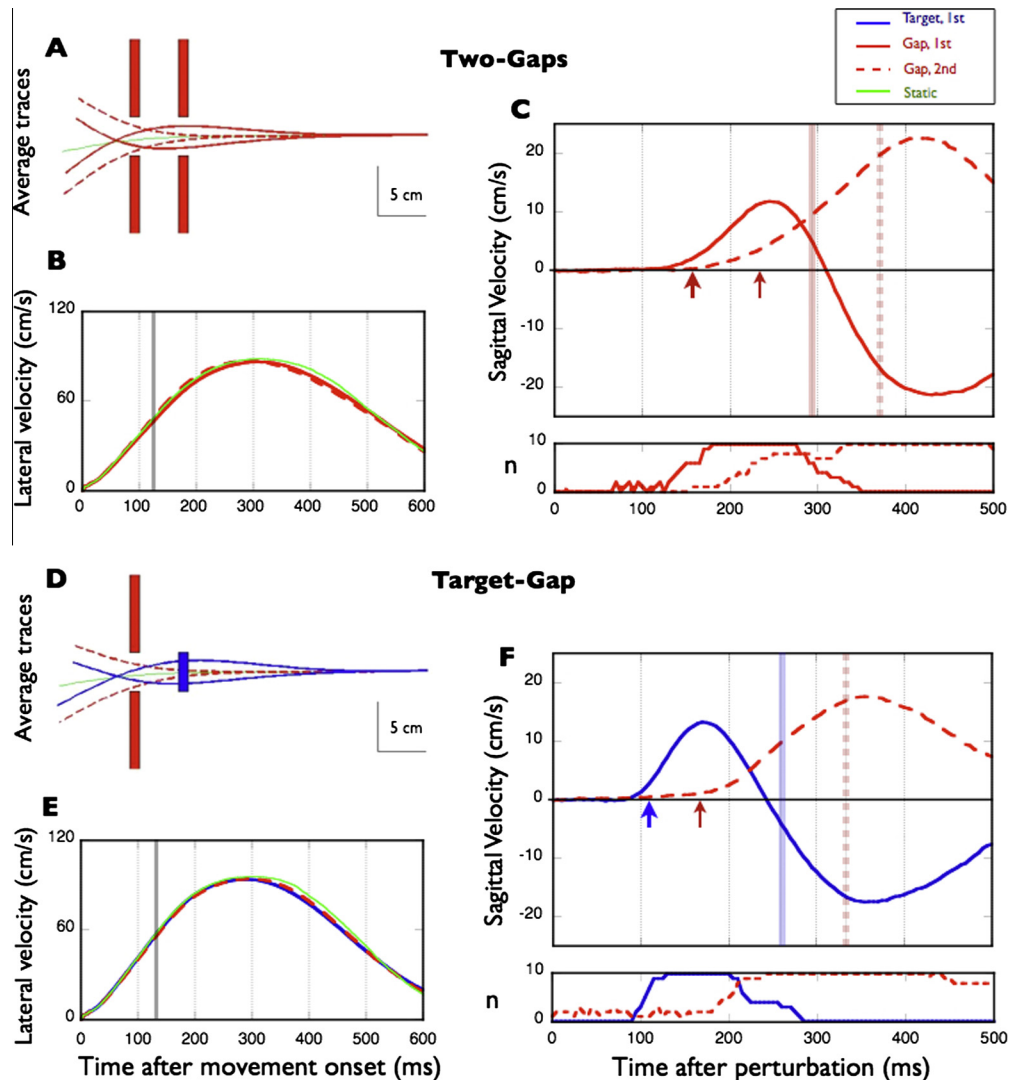 Target, 1st
Gap, 1st
Gap, 2nd
Static
Two-Gaps
A
Average traces
5 cm
B
Lateral velocity (cm/s)
120
60
0
0 100 200 300 400 500 600
C
Sagittal Velocity (cm/s)
20
10
0
-10
-20
n
10
0
0 100 200 300 400 500
Target-Gap
D
Average traces
5 cm
E
Lateral velocity (cm/s)
120
60
0
0 100 200 300 400 500 600
Time after movement onset (ms)
F
Sagittal Velocity (cm/s)
20
10
0
-10
-20
n
10
0
0 100 200 300 400 500
Time after perturbation (ms)